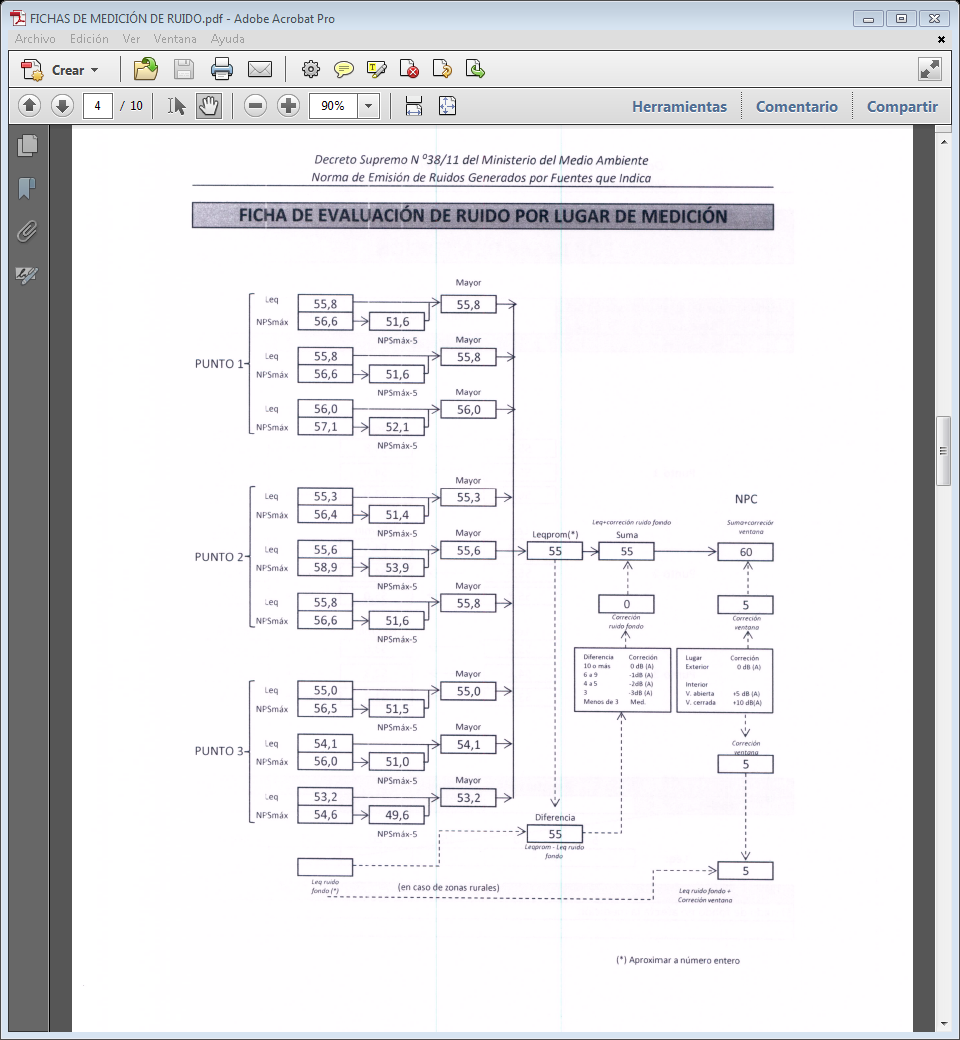 FICHAS DE MEDICIÓN DE RUIDO.pdf - Adobe Acrobat Pro
Archivo Edición Ver Ventana Ayuda
Crear
4 / 10 90% Herramientas Comentario Compartir
Decreto Supremo N º38/11 del Ministerio del Medio Ambiente
Norma de Emisión de Ruidos Generados por Fuentes que Indica
FICHA DE EVALUACIÓN DE RUIDO POR LUGAR DE MEDICIÓN
PUNTO 1
Mayor
Leq 55,8 55,8
NPSmáx 56,6 51,6
NPSmáx-5
Mayor
Leq 55,8 55,8
NPSmáx 56,6 51,6
NPSmáx-5
Mayor
Leq 56,0 56,0
NPSmáx 57,1 52,1
NPSmáx-5
PUNTO 2
Mayor
Leq 55,3 55,3
NPSmáx 56,4 51,4
NPSmáx-5
Mayor
Leq 55,6 55,6
NPSmáx 58,9 53,9
NPSmáx-5
Mayor
Leq 55,8 55,8
NPSmáx 56,6 51,6
NPSmáx-5
PUNTO 3
Mayor
Leq 55,0 55,0
NPSmáx 56,5 51,5
NPSmáx-5
Mayor
Leq 54,1 54,1
NPSmáx 56,0 51,0
NPSmáx-5
Mayor
Leq 53,2 53,2
NPSmáx 54,6 49,6
NPSmáx-5
Leqprom(*)
55
Leq+correción ruido fondo
Suma
55
NPC
Suma+correción
ventana
60
0
Correción
ruido fondo
5
Correción
ventana
Diferencia Correción
10 o más 0 dB (A)
6 a 9 -1dB (A)
4 a 5 -2dB (A)
3 -3dB (A)
Menos de 3 Med.
Lugar Correción
Exterior 0 dB (A)
Interior
V. abierta +5 dB (A)
V. cerrada +10 dB(A)
Correción
ventana
5
Diferencia
55
Leqprom - Leq ruido
fondo
Leq ruido
fondo (*)
(en caso de zonas rurales)
5
Leq ruido fondo +
Correción ventana
(*) Aproximar a número entero